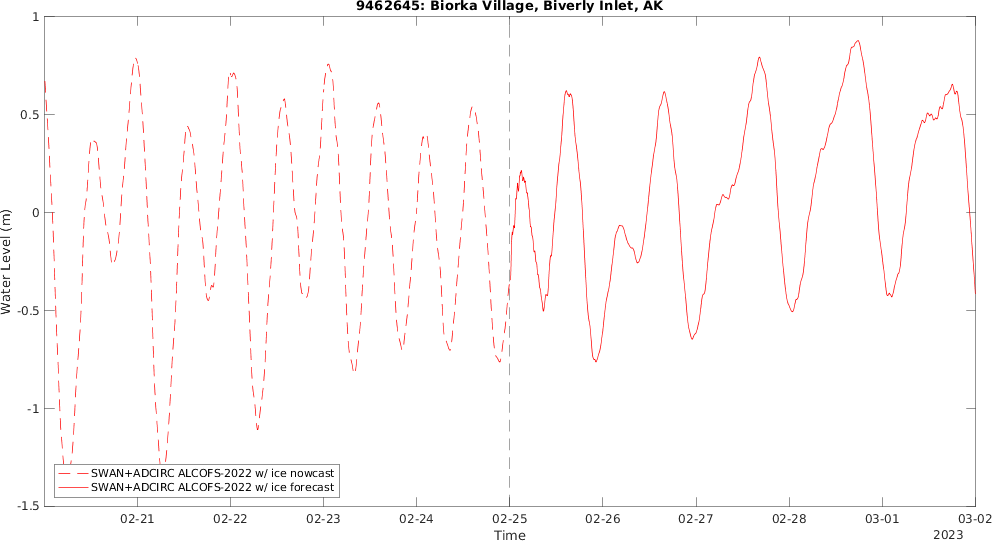 9462645: Biorka Village, Biverly Inlet, AK
Water Level (m)
1
0.5
0
-0.5
-1
-1.5
SWAN+ADCIRC ALCOFS-2022 w/ ice nowcast
SWAN+ADCIRC ALCOFS-2022 w/ ice forecast
02-21 02-22 02-23 02-24 02-25 02-26 02-27 02-28 03-01 03-02
Time
2023